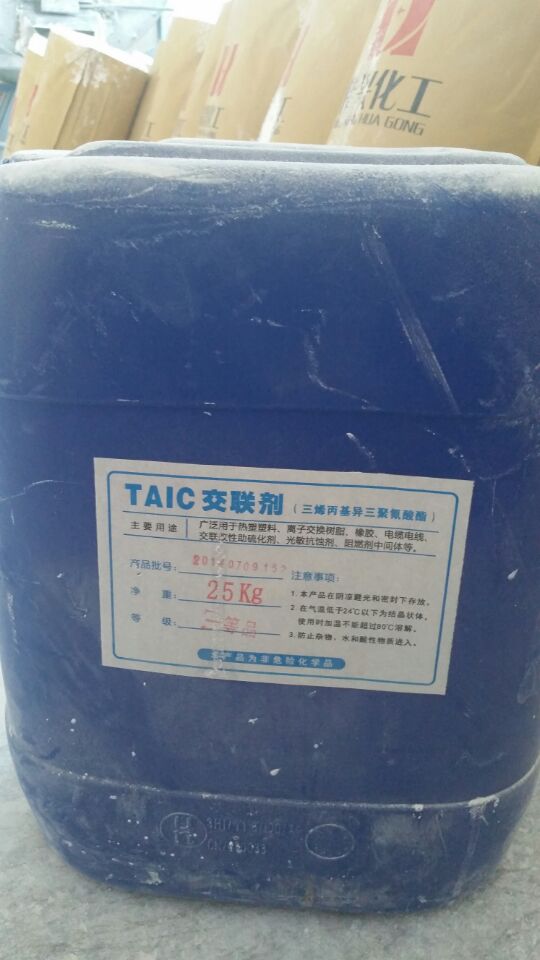 化工
HUA GONG
TAIC 交联剂 (三烯丙基异三聚氰酸酯)
主要用途 广泛用于热塑塑料、离子交换树脂、橡胶、电缆电线、
交联改性助硫化剂、光敏抗蚀剂、阻燃剂中间体等。
产品批号: 20140709152
注意事项:
净 重: 25Kg
1.本产品在阴凉避光和密封下存放。
2.在气温低于24℃以下为结晶状体,
使用时加温不能超过80℃溶解。
等 级: 等品
3.防止杂物、水和酸性物质进入。
本产品为非危险化学品